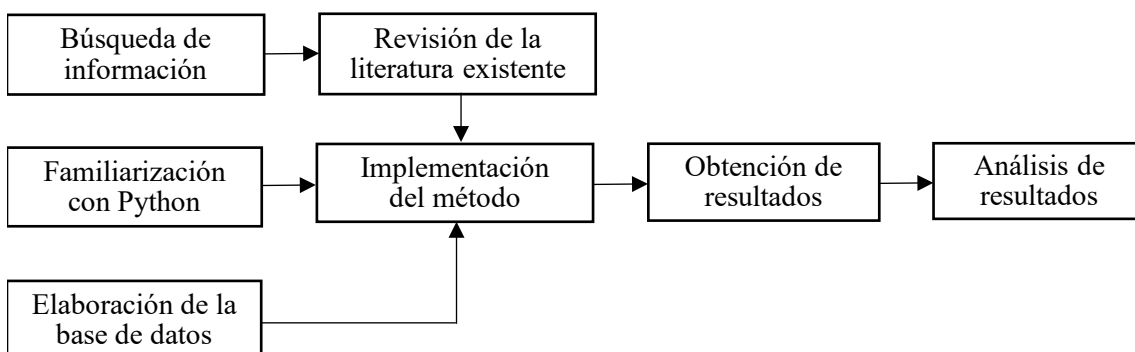 Búsqueda de
información
Revisión de la
literatura existente
Familiarización
con Python
Implementación
del método
Obtención de
resultados
Análisis de
resultados
Elaboración de la
base de datos